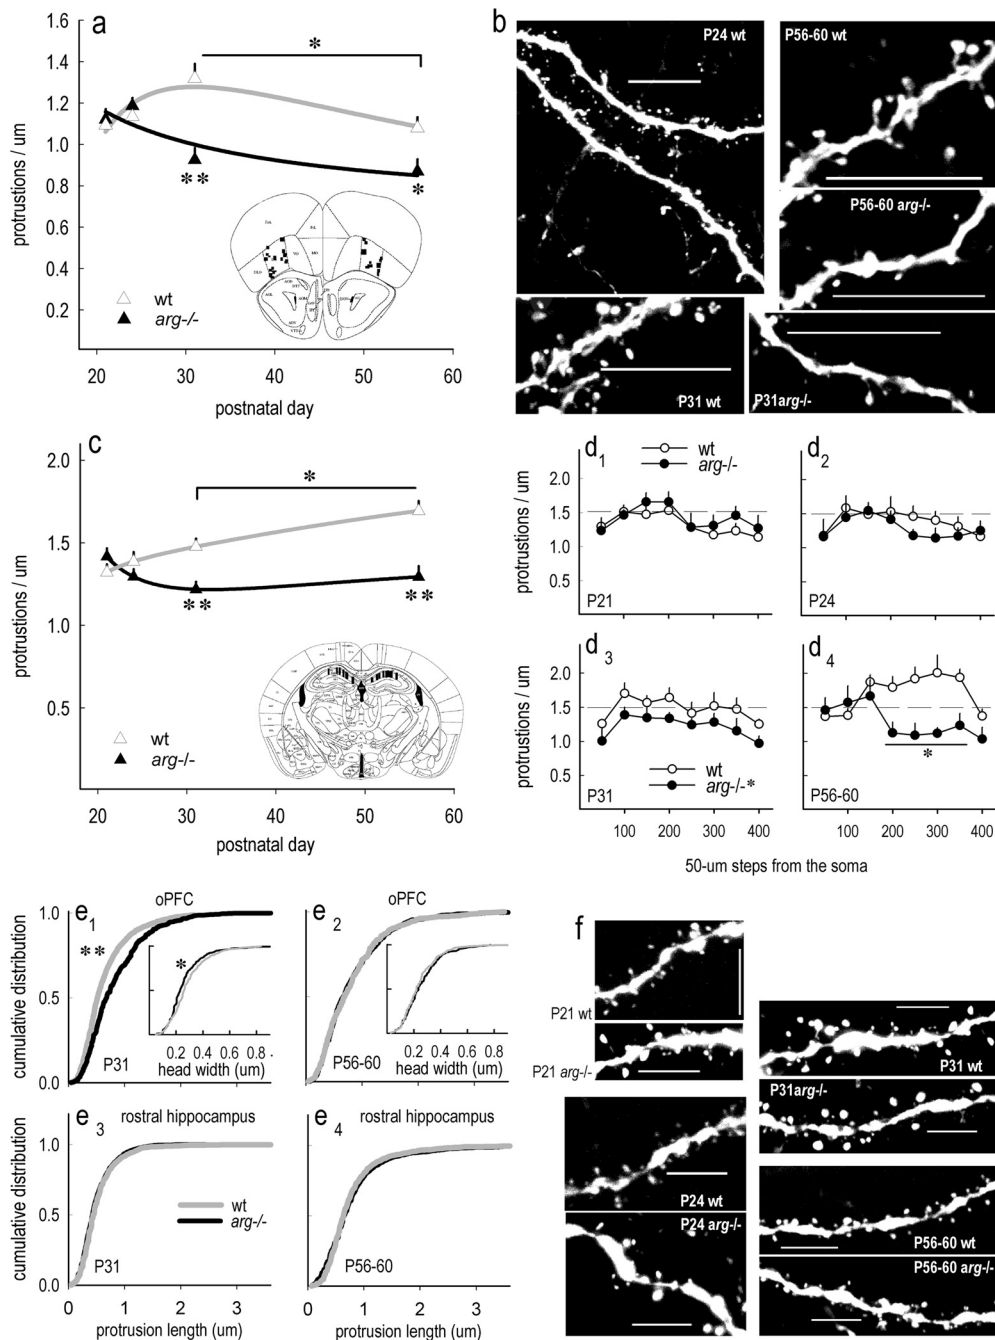 a
1.6
1.4
1.2
1.0
0.8
0.6
0.4
0.2
protrustions / um
*
**
*
wt
arg-/-
20
30
40
50
60
postnatal day
b
P24 wt
P56-60 wt
P56-60 arg-/-
P31 wt
P31arg-/-
c
2.0
1.5
1.0
0.5
protrustions / um
*
**
**
wt
arg-/-
20
30
40
50
60
postnatal day
d1
wt
arg-/-
2.0
1.5
1.0
0.5
protrustions / um
P21
d2
P24
d3
2.0
1.5
1.0
0.5
protrustions / um
wt
arg-/-*
P31
d4
*
P56-60
100 200 300 400
100 200 300 400
50-um steps from the soma
e1
oPFC
1.0
0.5
0.0
cumulative distribution
**
*
P31
0.2 0.4 0.6 0.8
head width (um)
e2
oPFC
P56-60
0.2 0.4 0.6 0.8
head width (um)
e3
rostral hippocampus
1.0
0.5
0.0
cumulative distribution
wt
arg-/-
P31
0 1 2 3
protrusion length (um)
e4
rostral hippocampus
P56-60
0 1 2 3
protrusion length (um)
f
P21 wt
P21 arg-/-
P31 wt
P31arg-/-
P24 wt
P24 arg-/-
P56-60 wt
P56-60 arg-/-